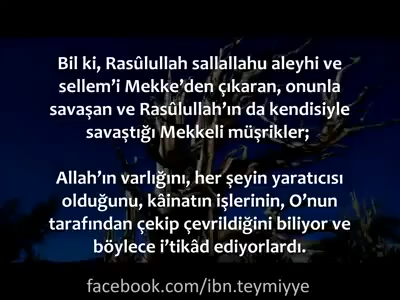 Bil ki, Rasûlullah sallallahu aleyhi ve
sellem’i Mekke’den çıkaran, onunla
savaşan ve Rasûlullah’ın da kendisiyle
savaştığı Mekkeli müşrikler;
Allah’ın varlığını, her şeyin yaratıcısı
olduğunu, kâinatın işlerinin, O’nun
tarafından çekip çevrildiğini biliyor ve
böylece i’tikâd ediyorlardı.
facebook.com/ibn.teymiyye